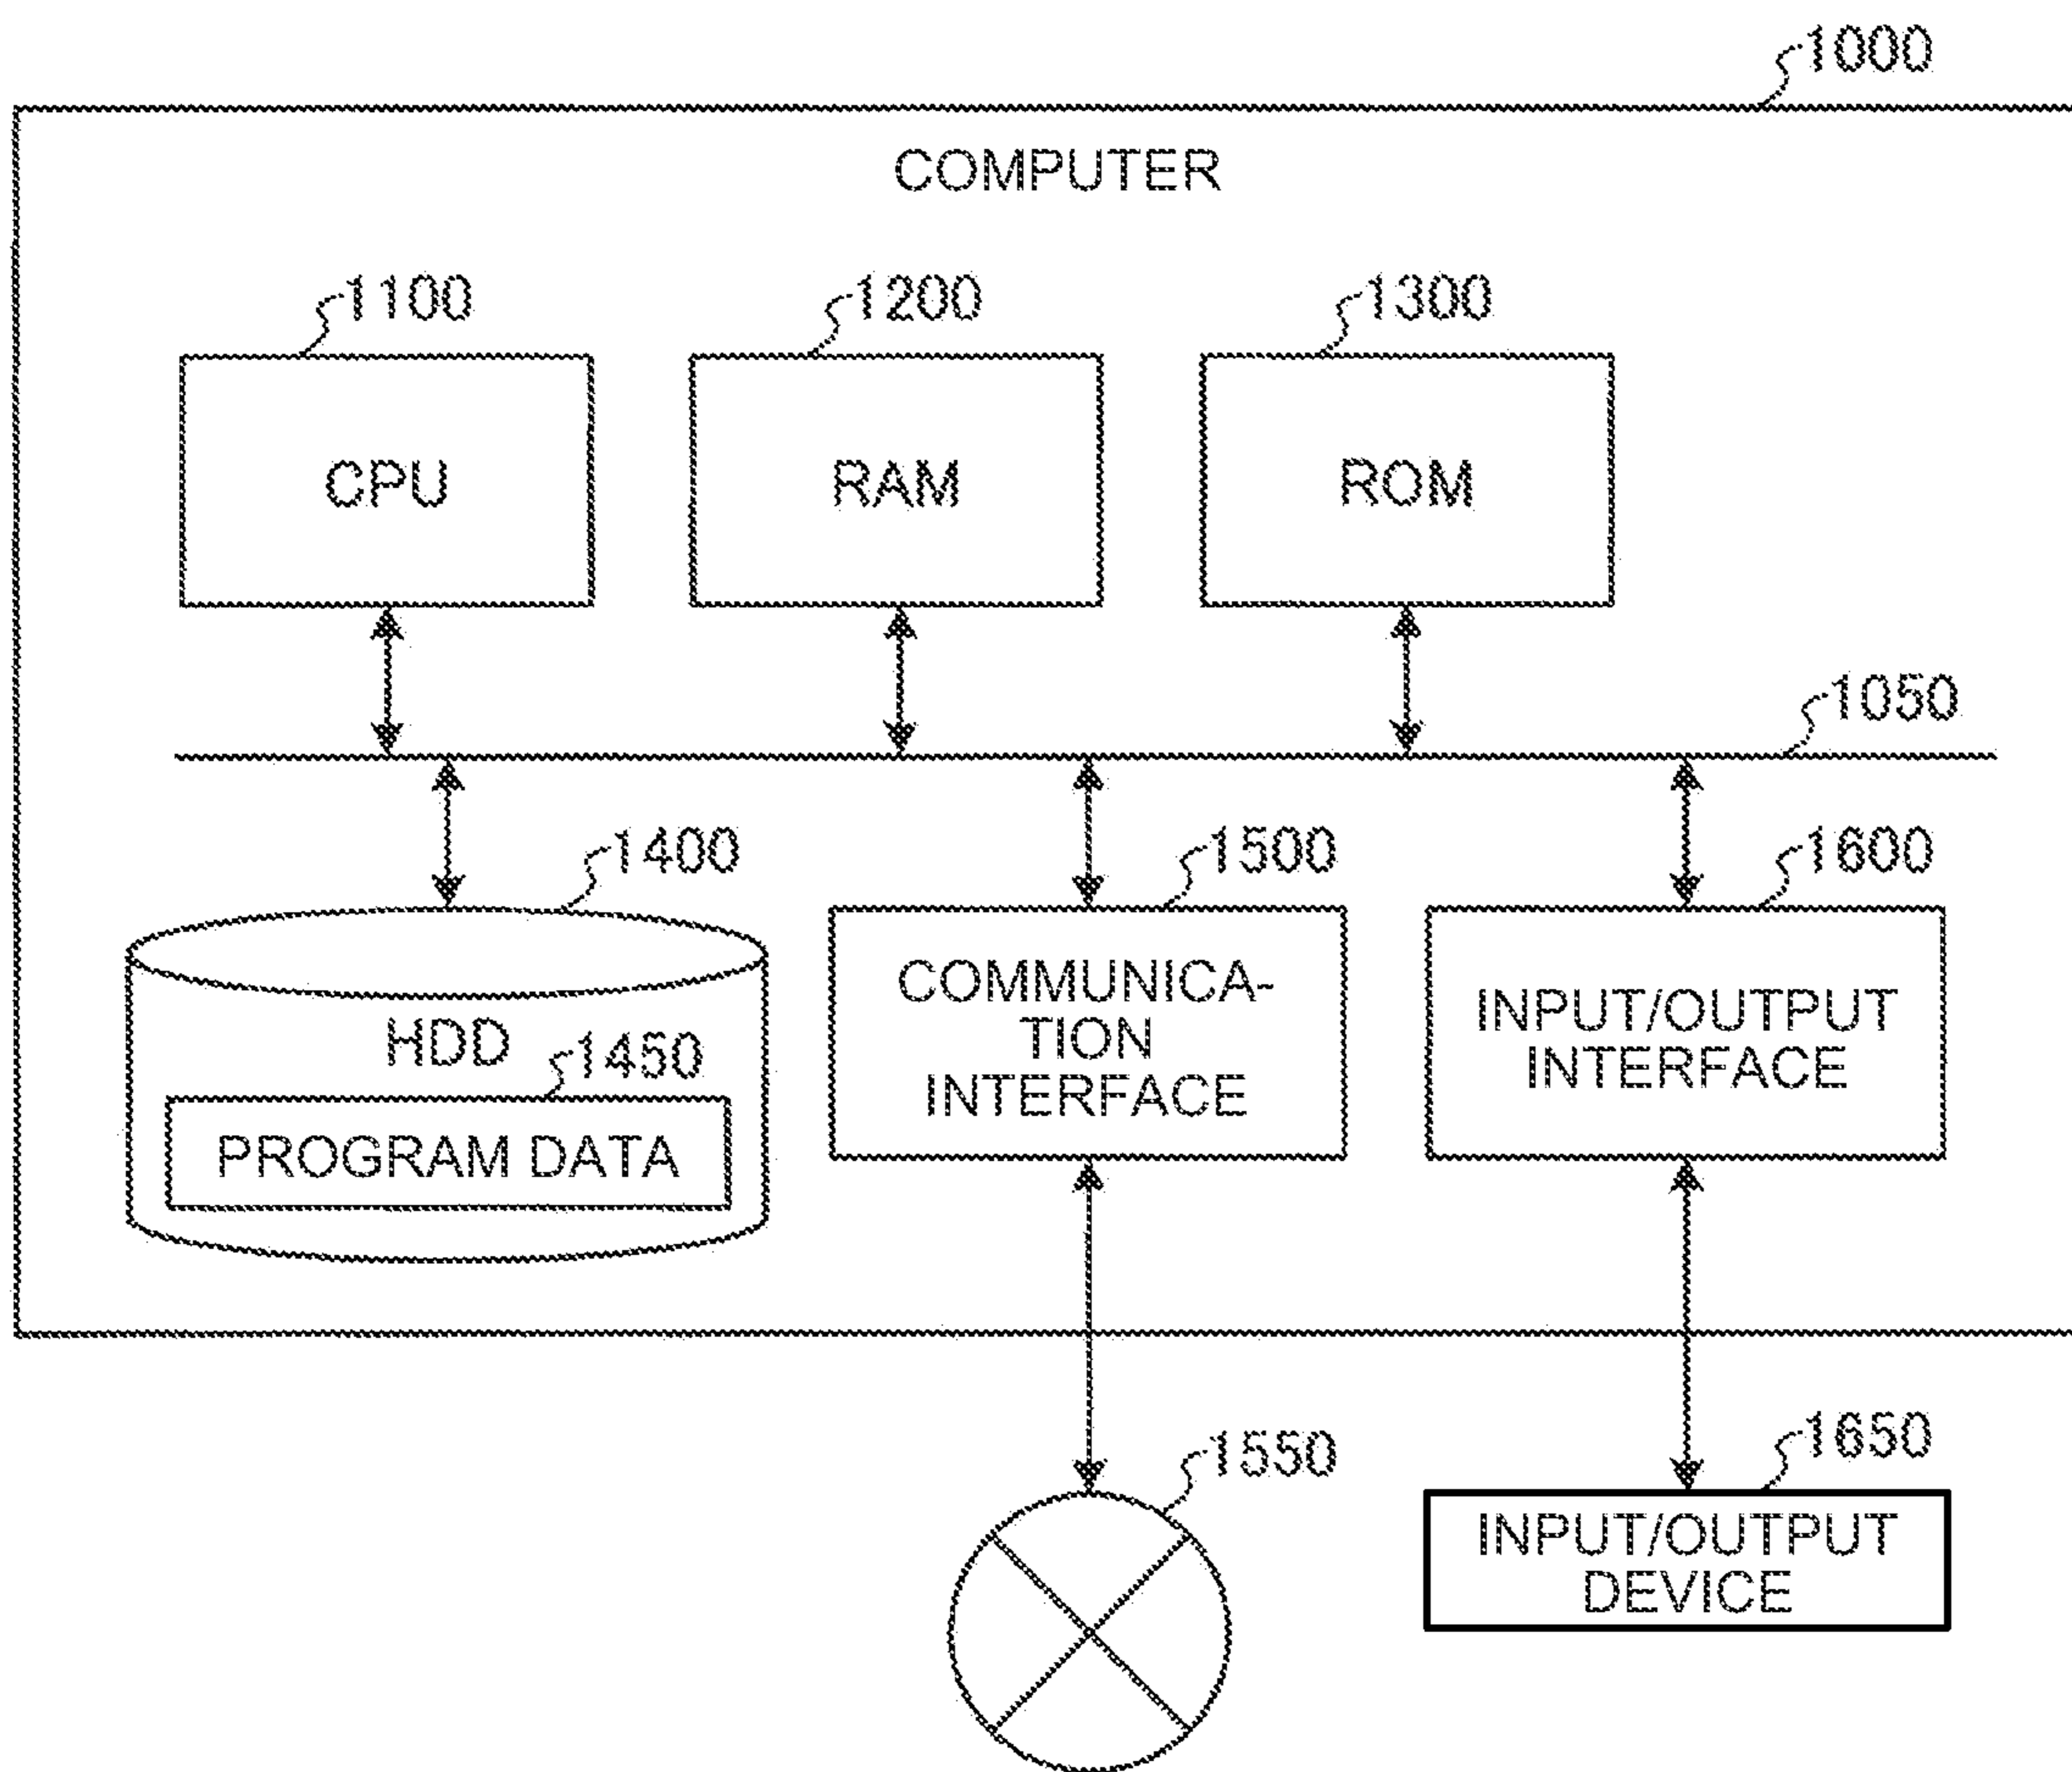 1000
COMPUTER
1100
1200
1300
CPU
RAM
ROM
1050
1400
1500
1600
HDD
1450
PROGRAM DATA
COMMUNICA-
TION
INTERFACE
INPUT/OUTPUT
INTERFACE
1550
1650
INPUT/OUTPUT
DEVICE